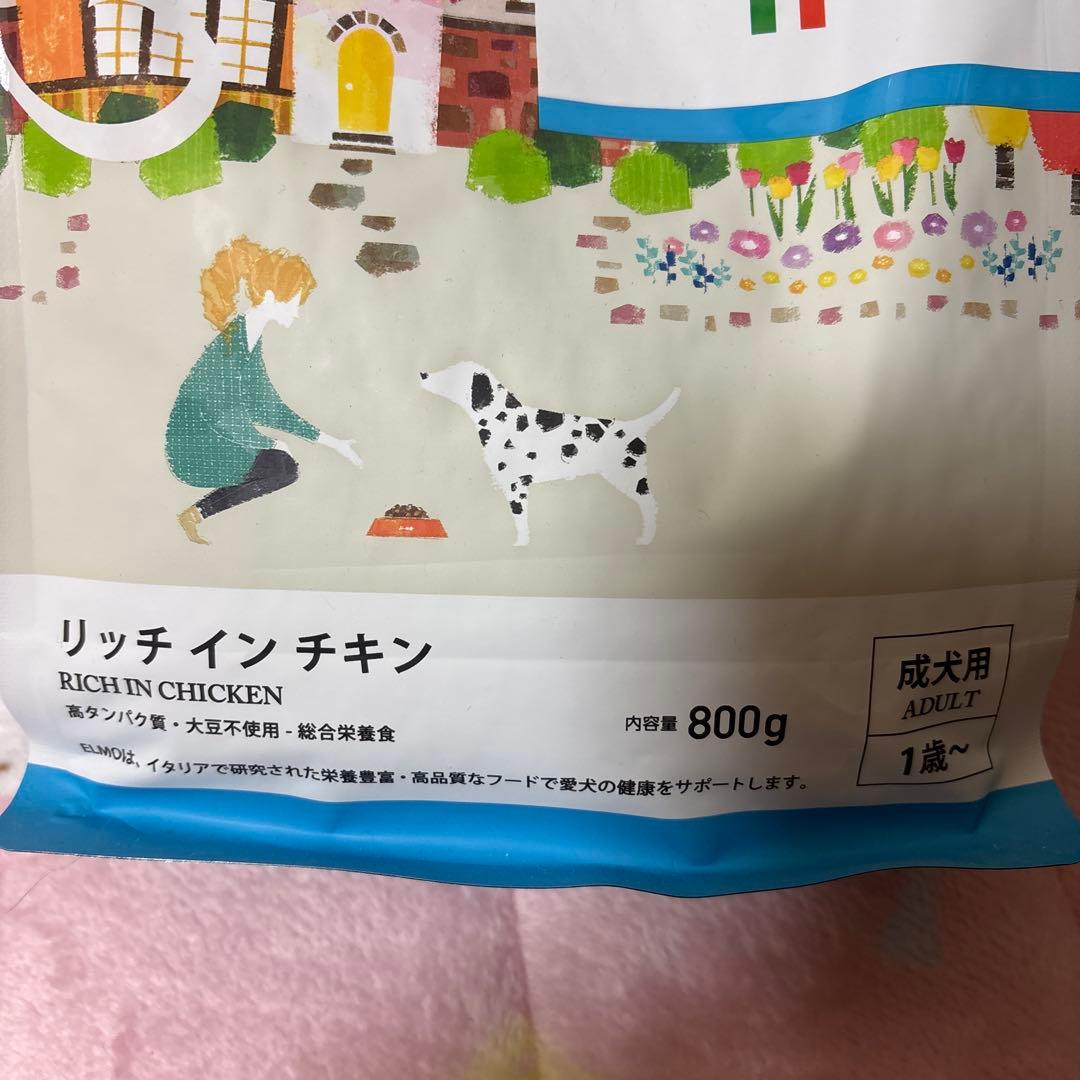 リッチ イン チキン
RICH IN CHICKEN
高タンパク質・大豆不使用 - 総合栄養食
ELMOは、イタリアで研究された栄養豊富・高品質なフードで愛犬の健康をサポートします。
内容量 800g
成犬用
ADULT
1歳~